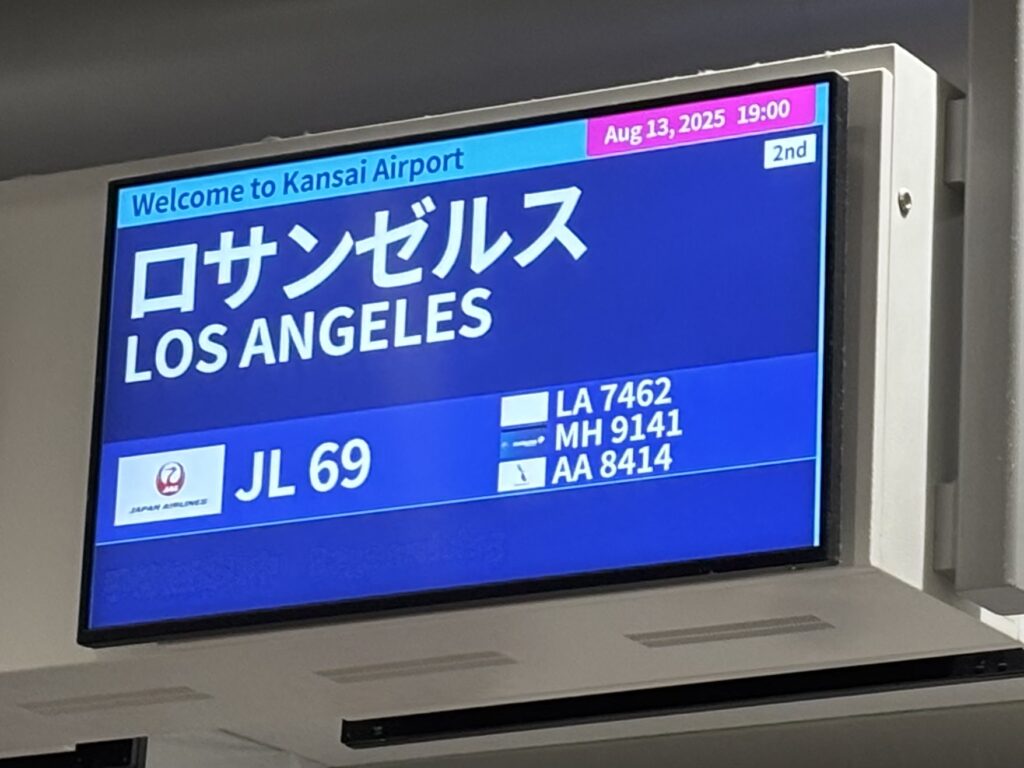 Welcome to Kansai Airport
Aug 13, 2025 19:00
2nd
ロサンゼルス
LOS ANGELES
JAPAN AIRLINES
JL 69
LA 7462
MH 9141
AA 8414